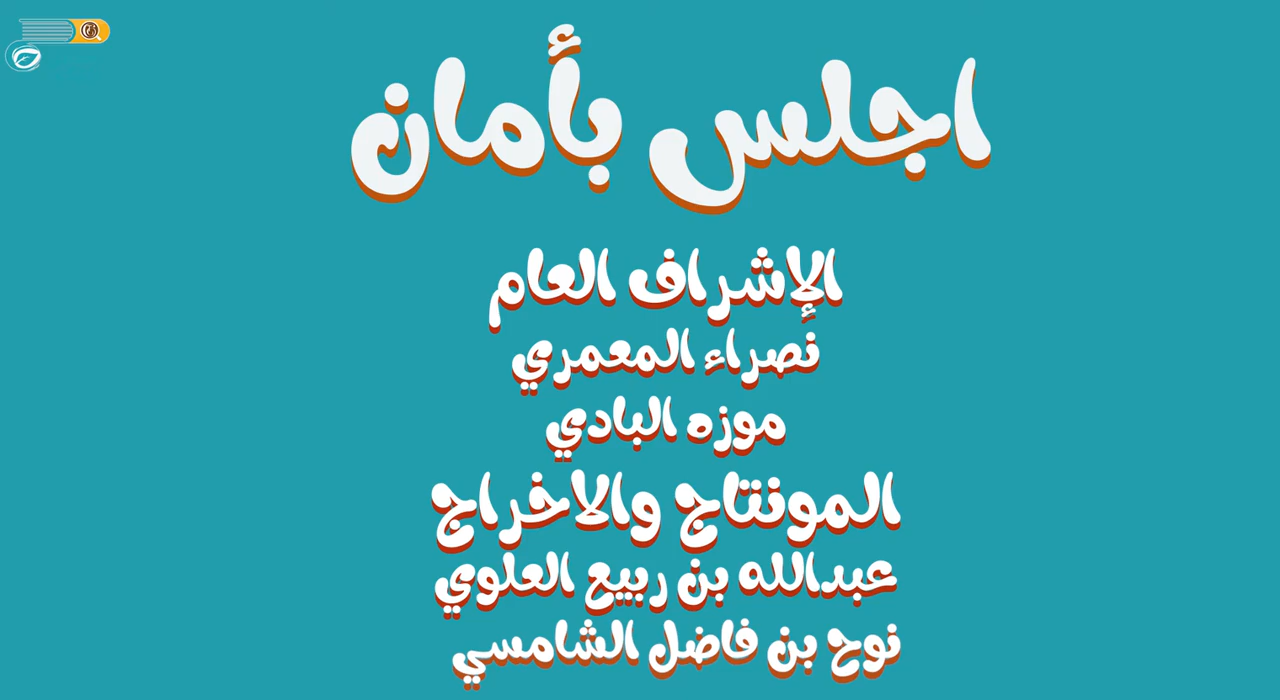 اجلس بأمان
الإشراف العام
نصراء المعمري
موزه البادي
المونتاج والاخراج
عبدالله بن ربيع العلوي
نوح بن فاضل الشامسي